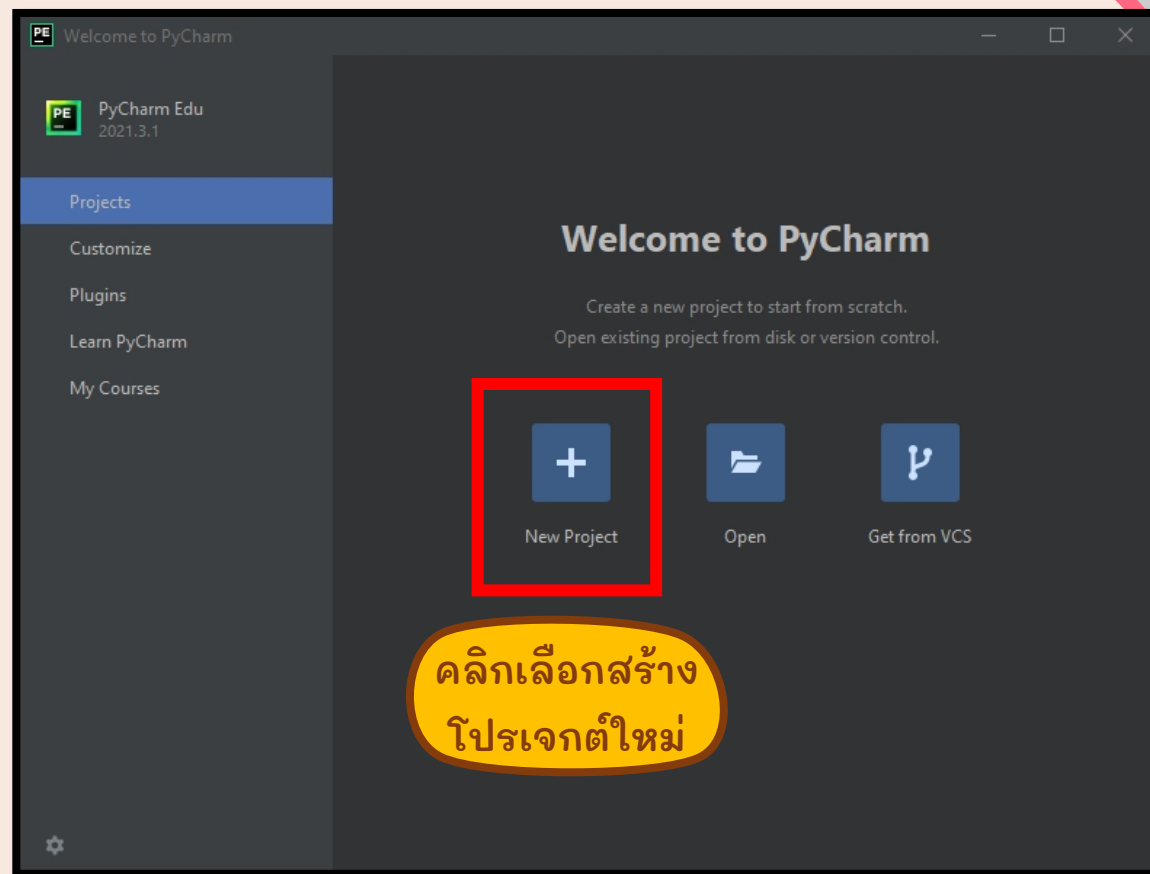 PE Welcome to PyCharm
PE PyCharm Edu
2021.3.1
Projects
Customize
Plugins
Learn PyCharm
My Courses
Welcome to PyCharm
Create a new project to start from scratch.
Open existing project from disk or version control.
New Project
Open
Get from VCS
คลิกเลือกสร้าง
โปรเจกต์ใหม่